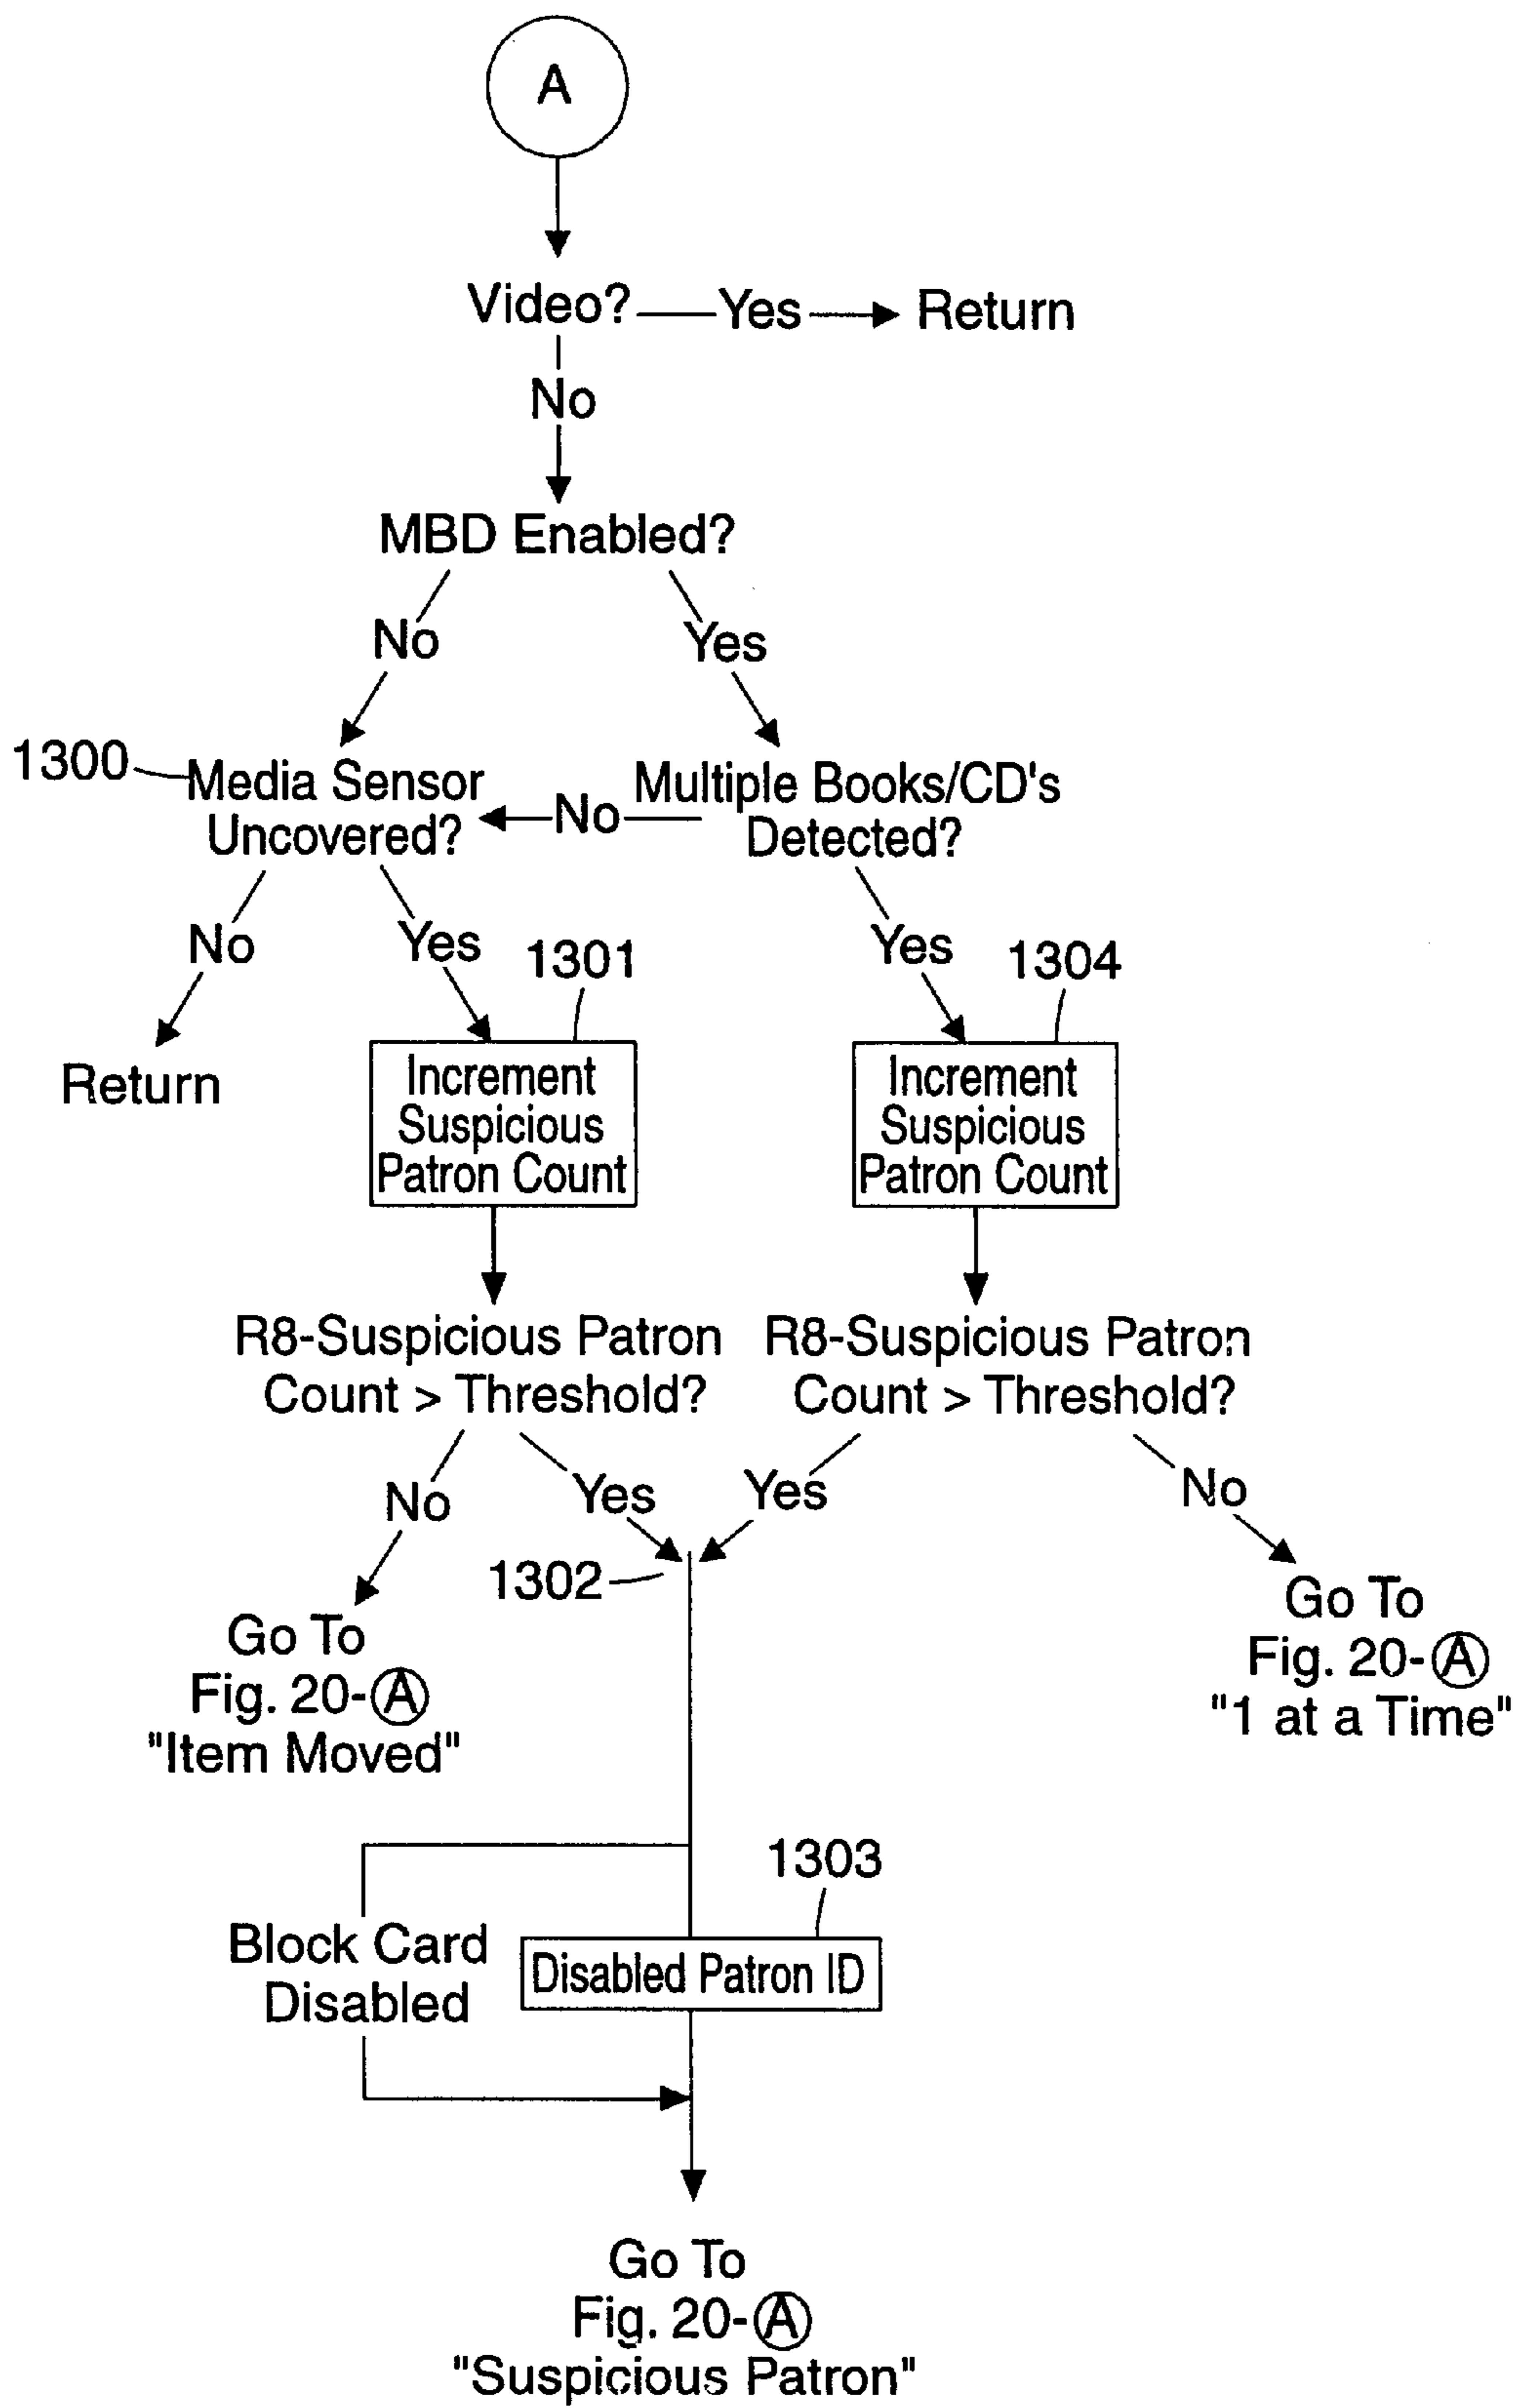 A
Video? Yes Return
No
MBD Enabled?
No Yes
1300 Media Sensor
Uncovered?
No
Multiple Books/CD's
Detected?
No Yes 1301 Yes 1304
Return
Increment
Suspicious
Patron Count
Increment
Suspicious
Patron Count
R8-Suspicious Patron
Count > Threshold?
R8-Suspicious Patron
Count > Threshold?
No Yes Yes No
1302
Go To
Fig. 20-A
"Item Moved"
Go To
Fig. 20-A
"1 at a Time"
1303
Block Card
Disabled
Disabled Patron ID
Go To
Fig. 20-A
"Suspicious Patron"